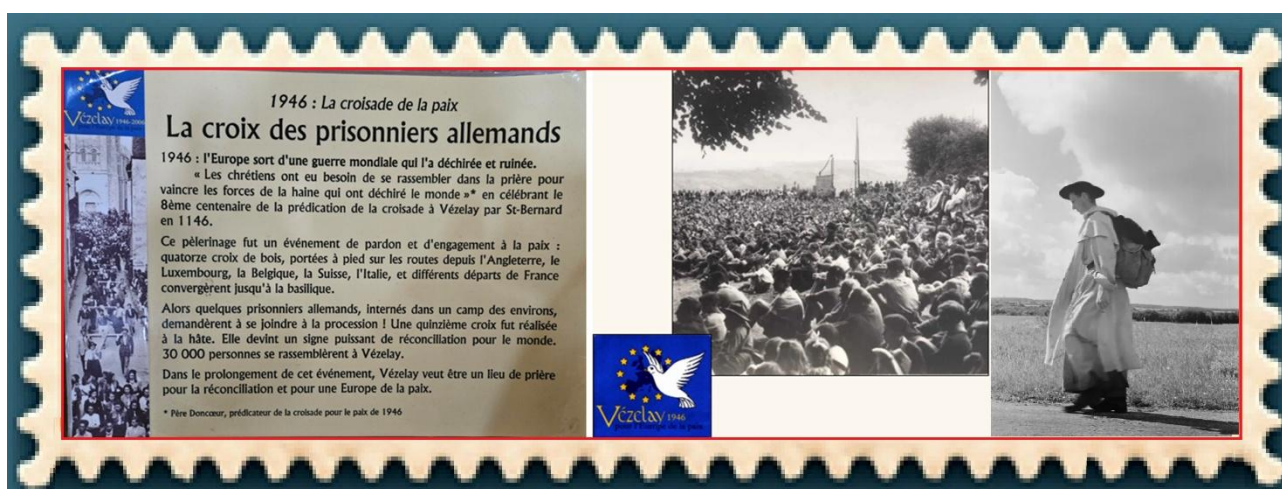 Vézelay 1946-2006
pour l'Europe de la paix
1946 : La croisade de la paix
La croix des prisonniers allemands
1946 : l'Europe sort d'une guerre mondiale qui l'a déchirée et ruinée.
« Les chrétiens ont eu besoin de se rassembler dans la prière pour
vaincre les forces de la haine qui ont déchiré le monde »* en célébrant le
8ème centenaire de la prédication de la croisade à Vézelay par St-Bernard
en 1146.
Ce pèlerinage fut un événement de pardon et d'engagement à la paix :
quatorze croix de bois, portées à pied sur les routes depuis l'Angleterre, le
Luxembourg, la Belgique, la Suisse, l'Italie, et différents départs de France
convergèrent jusqu'à la basilique.
Alors quelques prisonniers allemands, internés dans un camp des environs,
demandèrent à se joindre à la procession ! Une quinzième croix fut réalisée
à la hâte. Elle devint un signe puissant de réconciliation pour le monde.
30 000 personnes se rassemblèrent à Vézelay.
Dans le prolongement de cet événement, Vézelay veut être un lieu de prière
pour la réconciliation et pour une Europe de la paix.
* Père Doncœur, prédicateur de la croisade pour la paix de 1946
Vézelay 1946
pour l'Europe de la paix